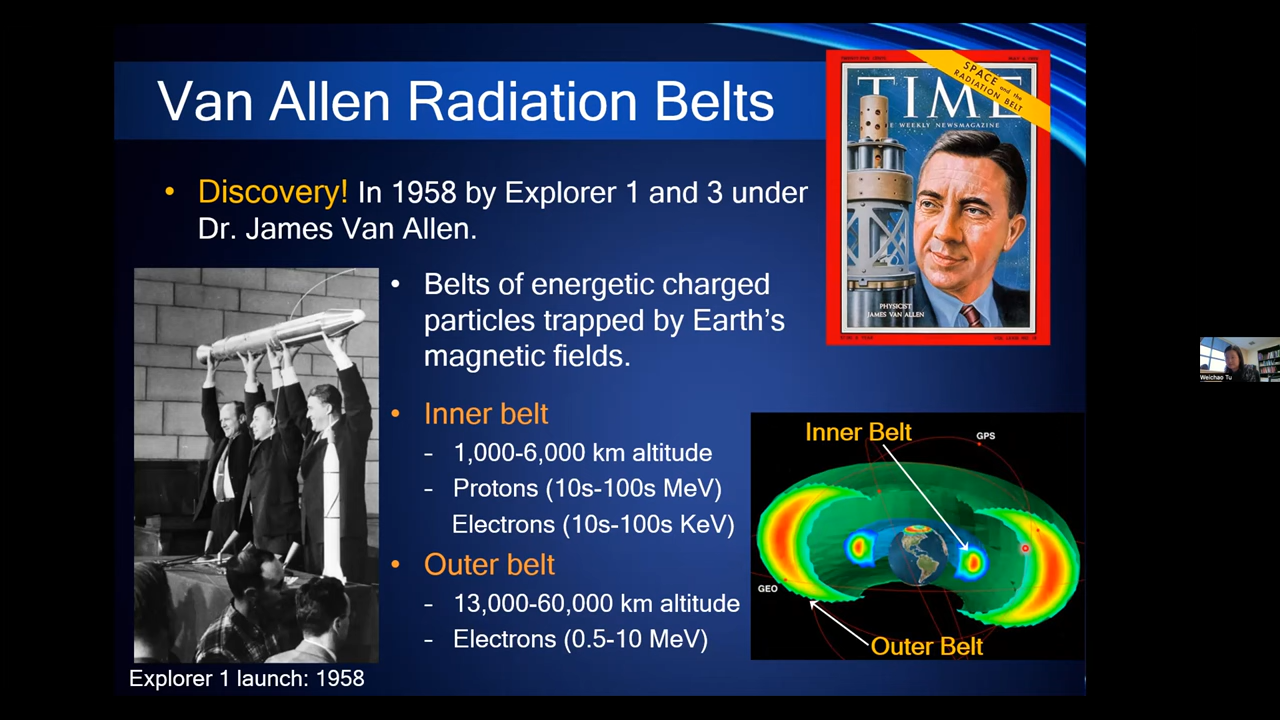 Van Allen Radiation Belts
• Discovery! In 1958 by Explorer 1 and 3 under
Dr. James Van Allen.
• Belts of energetic charged
particles trapped by Earth's
magnetic fields.
• Inner belt
- 1,000-6,000 km altitude
- Protons (10s-100s MeV)
Electrons (10s-100s KeV)
• Outer belt
- 13,000-60,000 km altitude
- Electrons (0.5-10 MeV)
Explorer 1 launch: 1958
SPACE and the
RADIATION BELT
TIME
WEEKLY NEWSMAGAZINE
PHYSICIST
JAMES VAN ALLEN
Inner Belt
GPS
GEO
Outer Belt
Weichao Tu